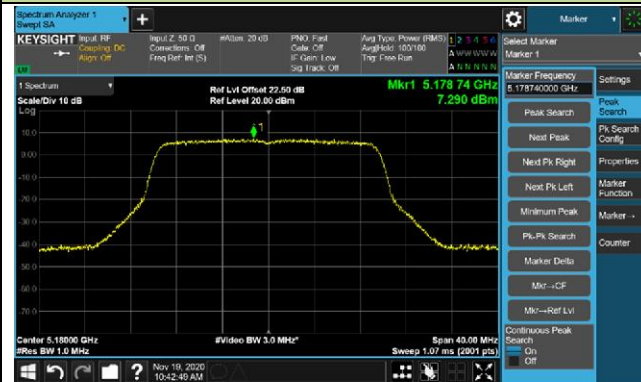 Spectrum Analyzer 1
Swept SA
+
Marker
KEYSIGHT Input: RF
Coupling: DC
Align: Off
Input Z: 50 Ω
Corrections: Off
Freq Ref: Int (S)
#Atten: 20 dB
PNO: Fast
Gate: Off
IF Gain: Low
Sig Track: Off
Avg Type: Power (RMS)
Avg|Hold: 100/100
Trig: Free Run
1 2 3 4 5 6
A W W W W W
A N N N N N
Select Marker
Marker 1
1 Spectrum
Scale/Div 10 dB
Log
Ref Lvl Offset 22.50 dB
Ref Level 20.00 dBm
Mkr1 5.178 74 GHz
7.290 dBm
10.0
0.00
-10.0
-20.0
-30.0
-40.0
-50.0
-60.0
-70.0
1
Center 5.18000 GHz
#Res BW 1.0 MHz
#Video BW 3.0 MHz*
Span 40.00 MHz
Sweep 1.07 ms (2001 pts)
Marker Frequency
5.178740000 GHz
Peak Search
Next Peak
Next Pk Right
Next Pk Left
Minimum Peak
Pk-Pk Search
Marker Delta
Mkr→CF
Mkr→Ref Lvl
Continuous Peak
Search
On
Off
Settings
Peak
Search
Pk Search
Config
Properties
Marker
Function
Marker→
Counter
?
Nov 19, 2020
10:42:49 AM